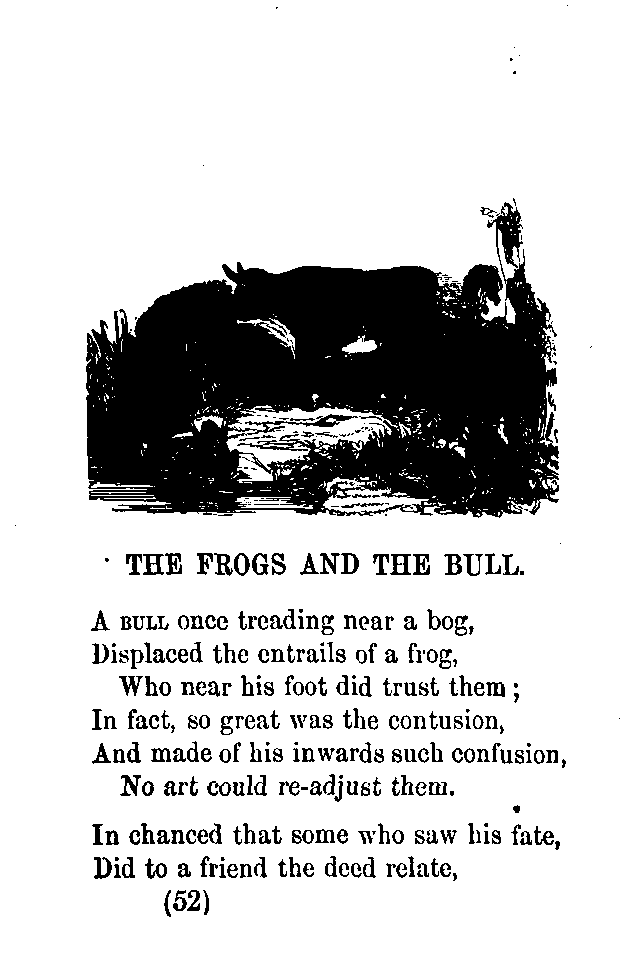 THE FROGS AND THE BULL.
A BULL once treading near a bog,
Displaced the entrails of a frog,
Who near his foot did trust them;
In fact, so great was the contusion,
And made of his inwards such confusion,
No art could re-adjust them.
In chanced that some who saw his fate,
Did to a friend the deed relate,
(52)